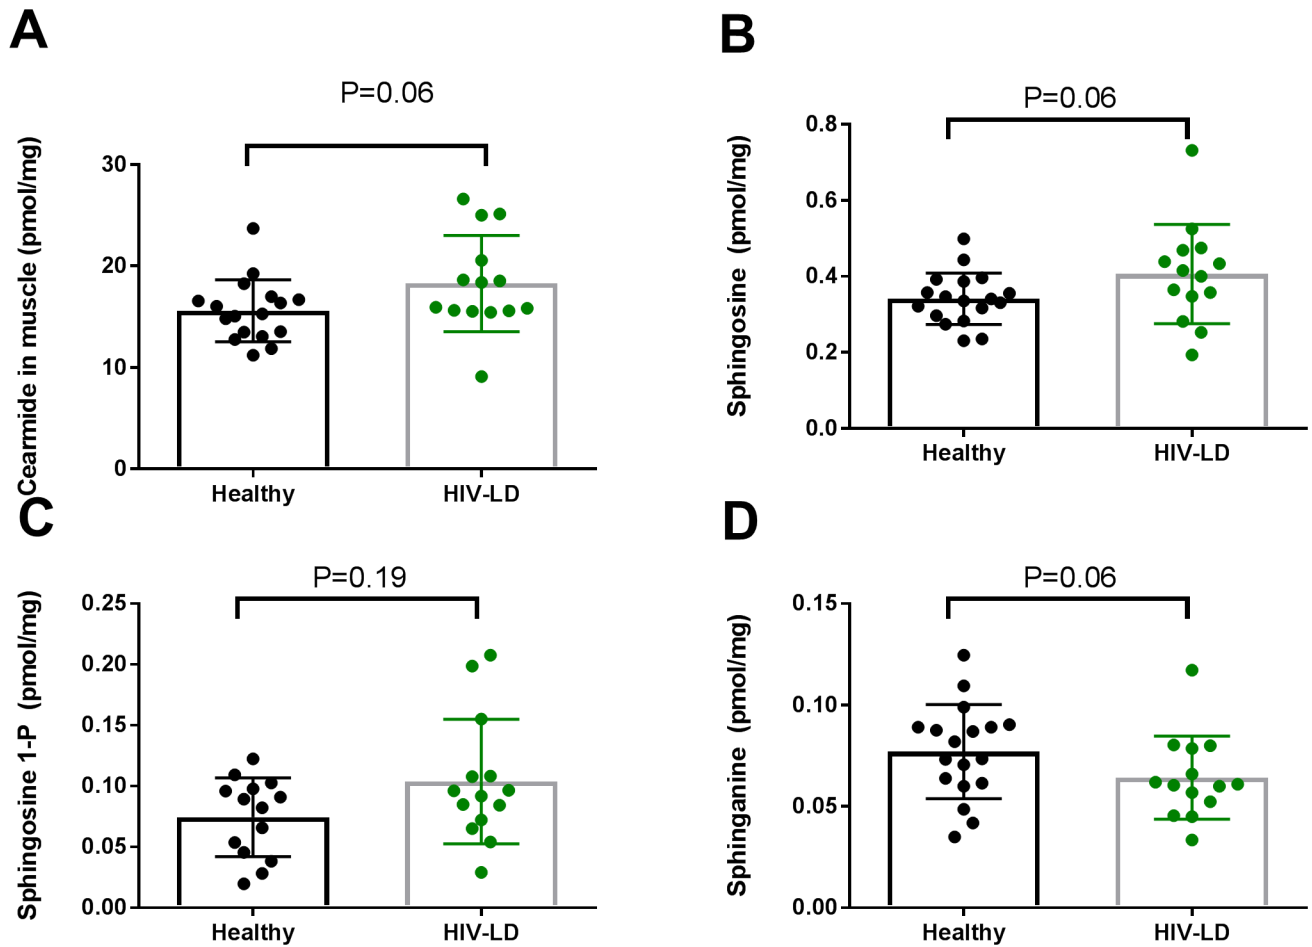 A
P=0.06
Cearmide in muscle (pmol/mg)
30
20
10
0
Healthy
HIV-LD
B
P=0.06
Sphingosine (pmol/mg)
0.8
0.6
0.4
0.2
0.0
Healthy
HIV-LD
C
P=0.19
Sphingosine 1-P (pmol/mg)
0.25
0.20
0.15
0.10
0.05
0.00
Healthy
HIV-LD
D
P=0.06
Sphinganine (pmol/mg)
0.15
0.10
0.05
0.00
Healthy
HIV-LD